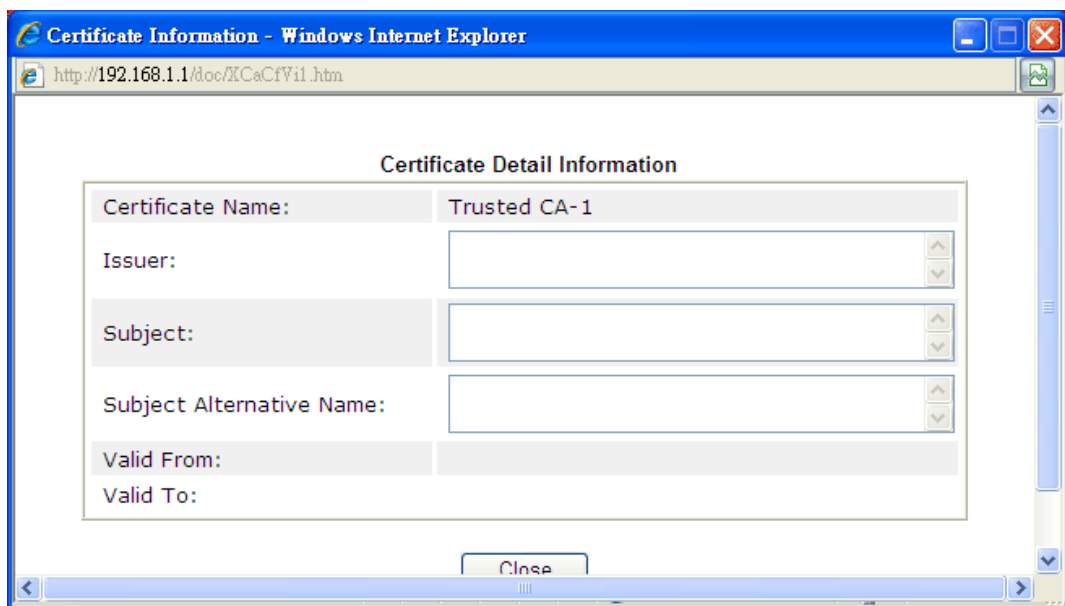 Certificate Information - Windows Internet Explorer
http://192.168.1.1/doc/XCaCfVi1.htm
Certificate Detail Information
Certificate Name: Trusted CA-1
Issuer:
Subject:
Subject Alternative Name:
Valid From:
Valid To:
Close